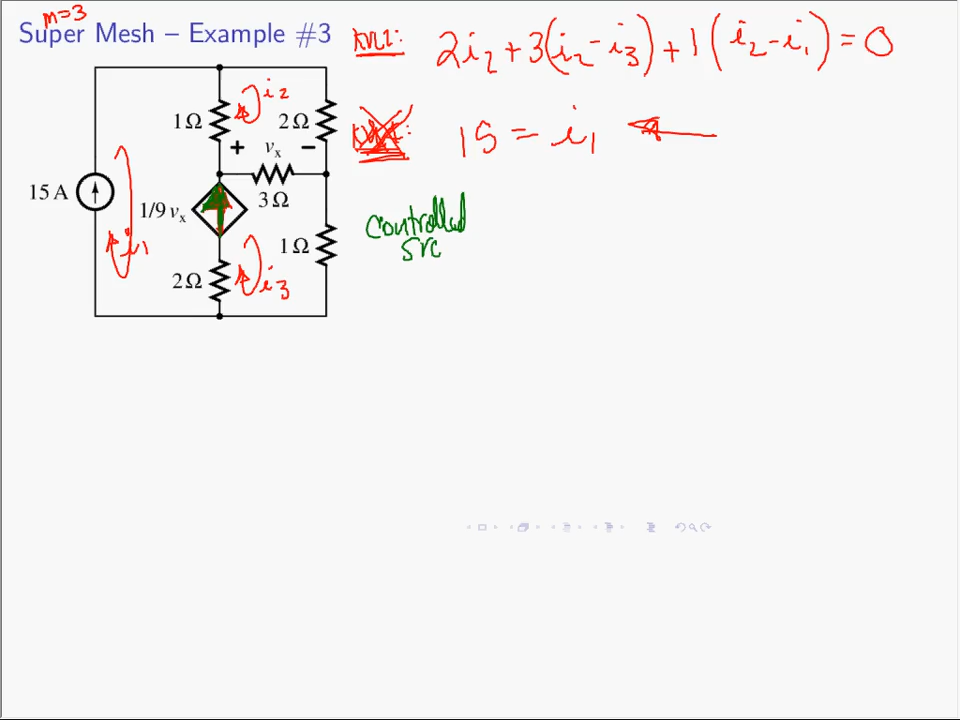 m=3
Super Mesh – Example #3
KVL2: 2i₂+3(i₂-i₃)+1(i₂-i₁)=0
i₂
1Ω
2Ω
+ vₓ –
15 = i₁
15 A
1/9 vₓ
3Ω
i₁
controlled
src
1Ω
2Ω
i₃